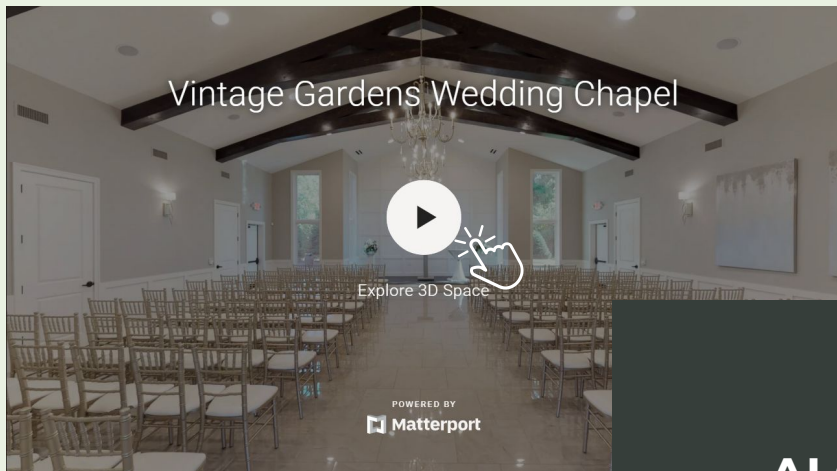 Vintage Gardens Wedding Chapel
Explore 3D Space
POWERED BY
Matterport